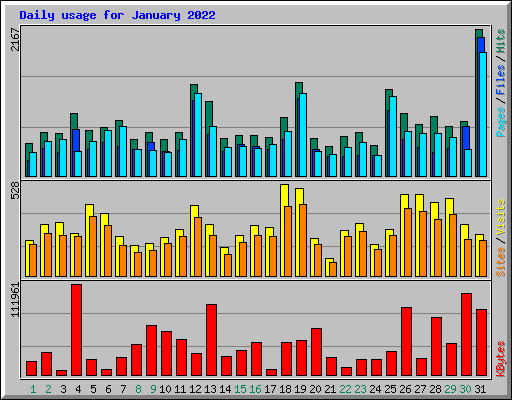 Daily usage for January 2022
2167
Pages / Files / Hits
528
Sites / Visits
111961
KBytes
1 2 3 4 5 6 7 8 9 10 11 12 13 14 15 16 17 18 19 20 21 22 23 24 25 26 27 28 29 30 31